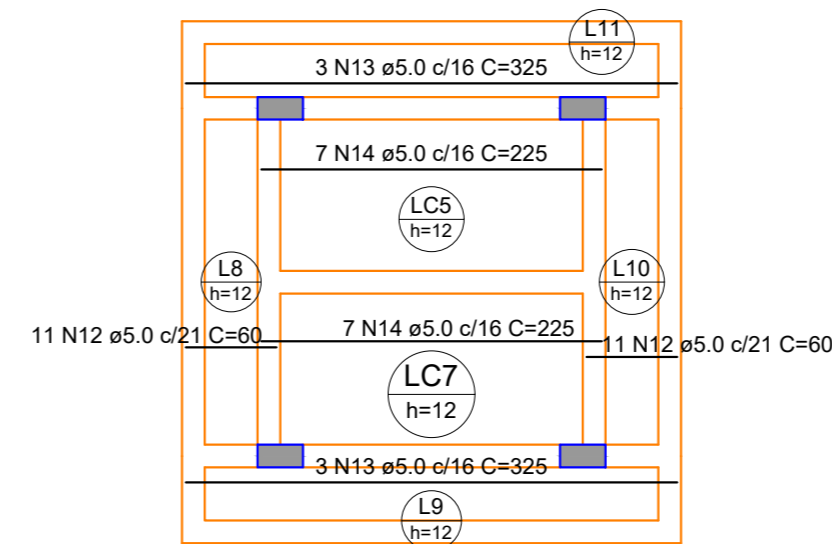 L11
h=12
3 N13 ø5.0 c/16 C=325
7 N14 ø5.0 c/16 C=225
LC5
h=12
L8
h=12
L10
h=12
11 N12 ø5.0 c/21 C=60
7 N14 ø5.0 c/16 C=225
11 N12 ø5.0 c/21 C=60
LC7
h=12
3 N13 ø5.0 c/16 C=325
L9
h=12